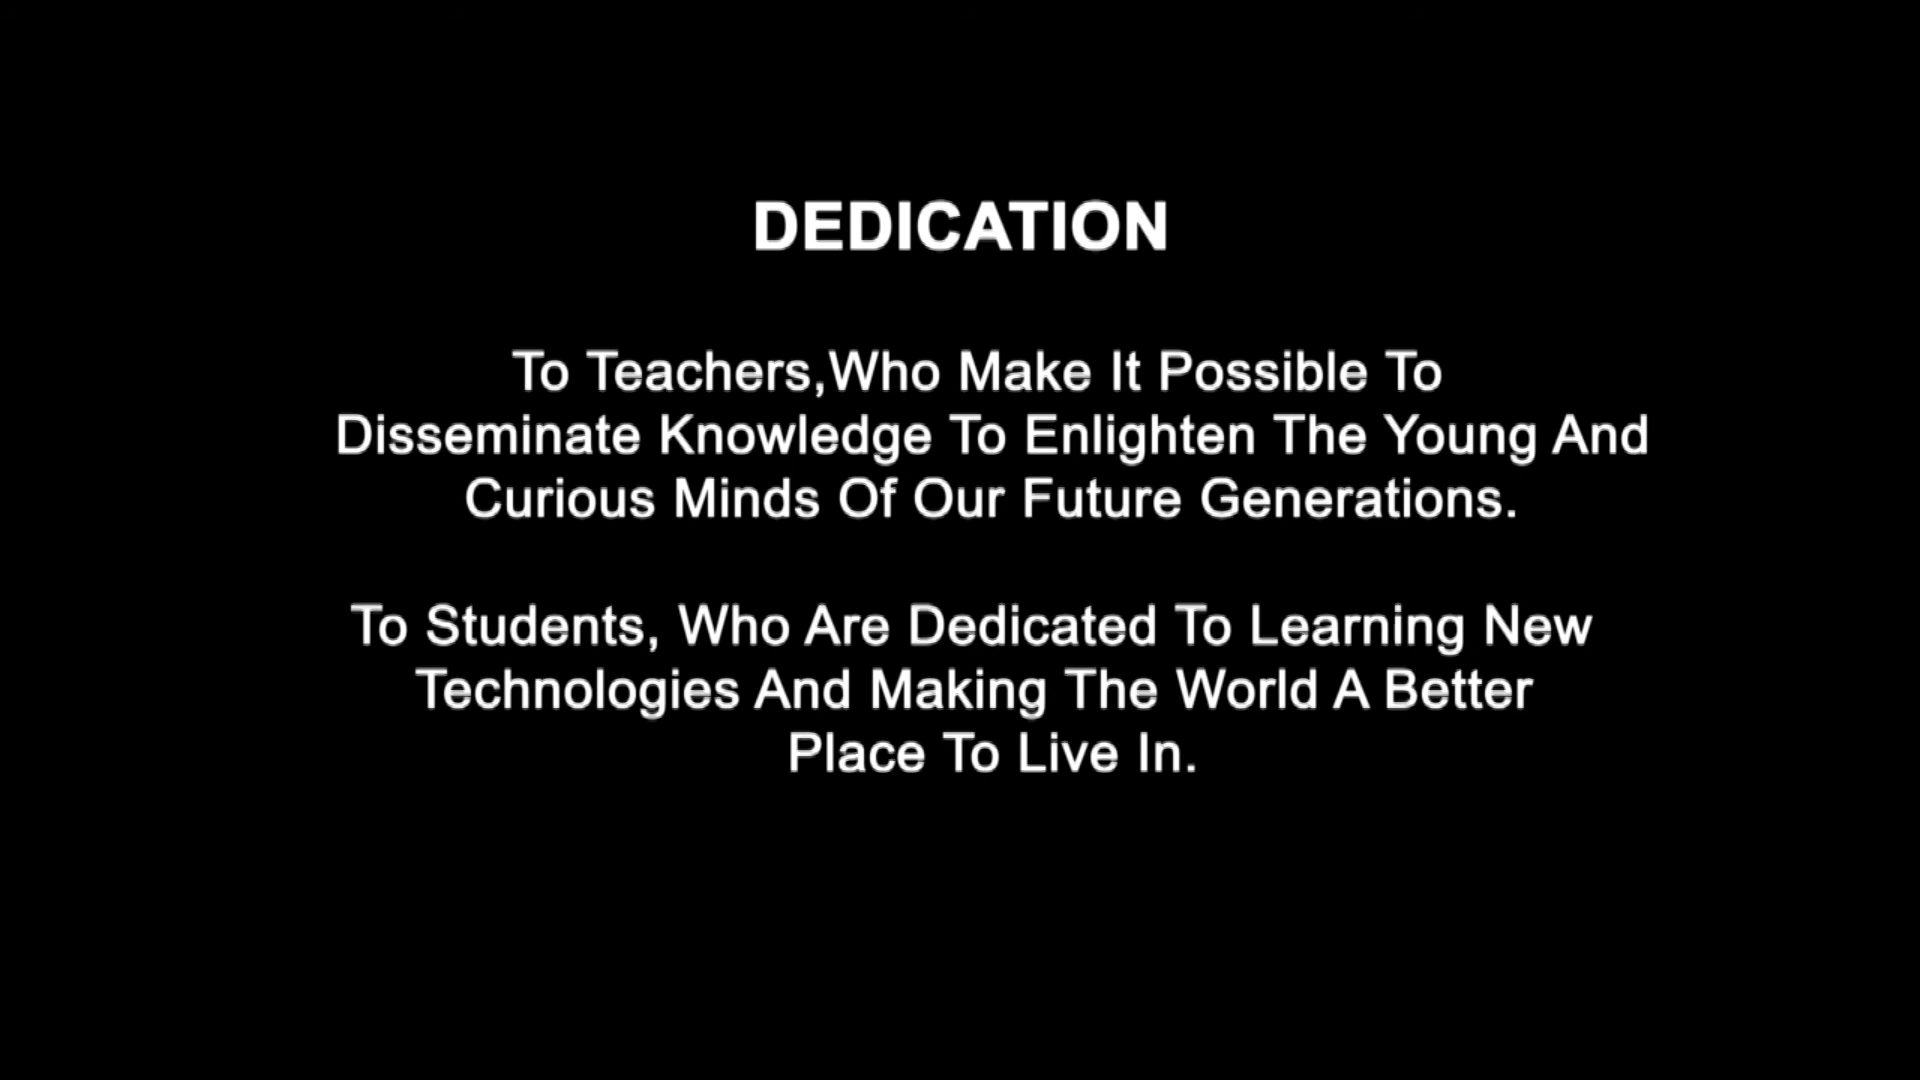 DEDICATION
To Teachers,Who Make It Possible To
Disseminate Knowledge To Enlighten The Young And
Curious Minds Of Our Future Generations.
To Students, Who Are Dedicated To Learning New
Technologies And Making The World A Better
Place To Live In.